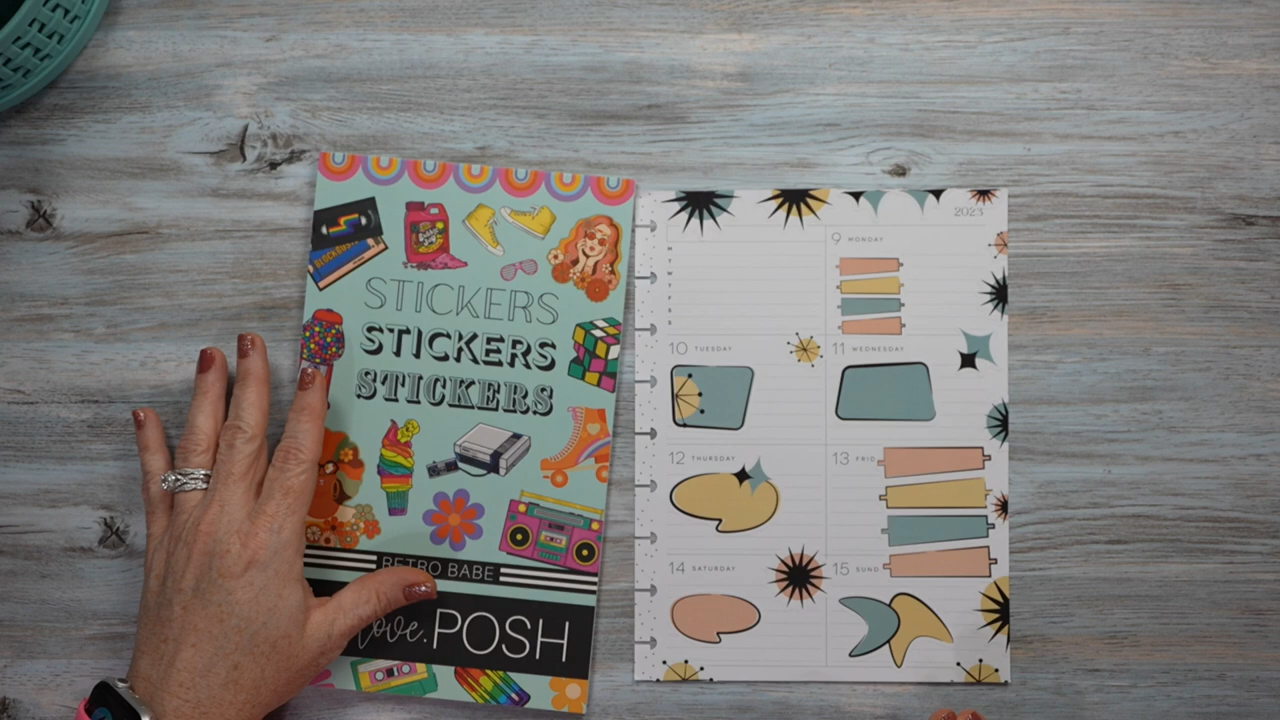 BLOCKBUSTER
STICKERS
STICKERS
STICKERS
RETRO BABE
love.POSH
2023
9 MONDAY
M
T
W
T
F
S
S
10 TUESDAY
11 WEDNESDAY
12 THURSDAY
13 FRID
14 SATURDAY
15 SUND